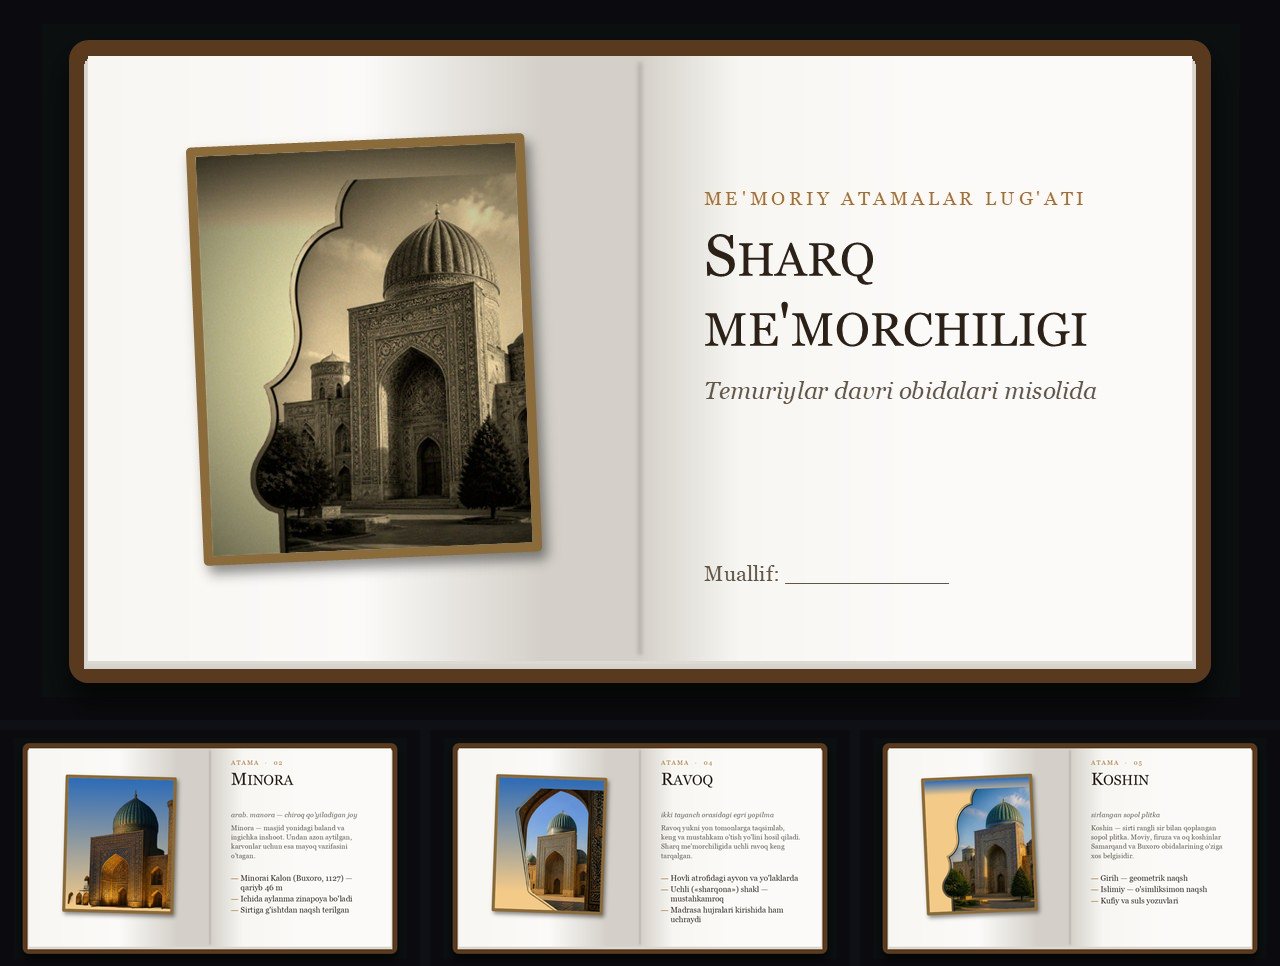 ME'MORIY ATAMALAR LUG'ATI
SHARQ
ME'MORCHILIGI
Temuriylar davri obidalari misolida
Muallif: _______________
ATAMA · 02
MINORA
arab. manora — chiroq qo'yiladigan joy
Minora — masjid yonidagi baland va
ingichka inshoot. Undan azon aytilgan,
karvonlar uchun esa mayoq vazifasini
o'tagan.
— Minorai Kalon (Buxoro, 1127) —
qariyb 46 m
— Ichida aylanma zinapoya bo'ladi
— Sirtiga g'ishtdan naqsh terilgan
ATAMA · 04
RAVOQ
ikki tayanch orasidagi egri yopilma
Ravoq yukni yon tomonlarga taqsimlab,
keng va mustahkam o'tish yo'lini hosil qiladi.
Sharq me'morchiligida uchli ravoq keng
tarqalgan.
— Hovli atrofidagi ayvon va yo'laklarda
— Uchli («sharqona») shakl —
mustahkamroq
— Madrasa hujralari kirishida ham
uchraydi
ATAMA · 05
KOSHIN
sirlangan sopol plitka
Koshin — sirti rangli sir bilan qoplangan
sopol plitka. Moviy, firuza va oq koshinlar
Samarqand va Buxoro obidalarining o'ziga
xos belgisidir.
— Girih — geometrik naqsh
— Islimiy — o'simliksimon naqsh
— Kufiy va suls yozuvlari